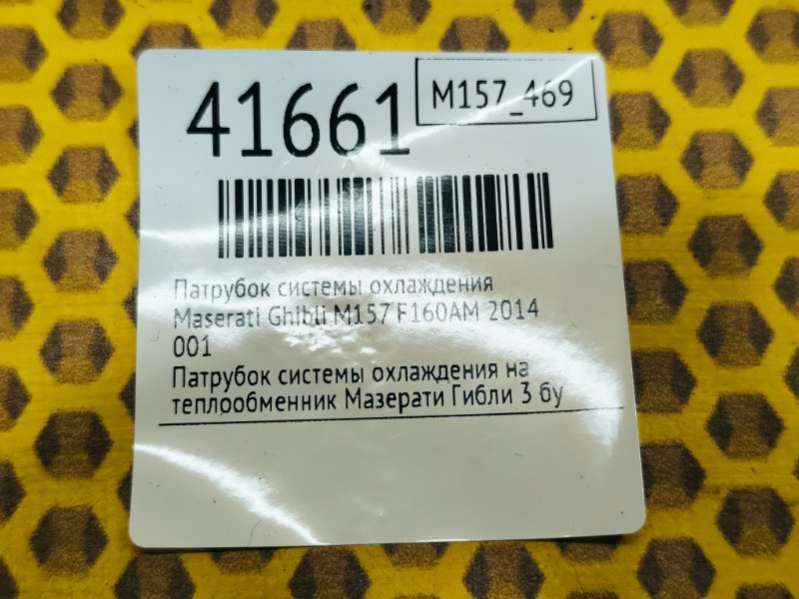 41661
M157_469
Патрубок системы охлаждения
Maserati Ghibli M157 F160AM 2014
001
Патрубок системы охлаждения на
теплообменник Мазерати Гибли 3 бу